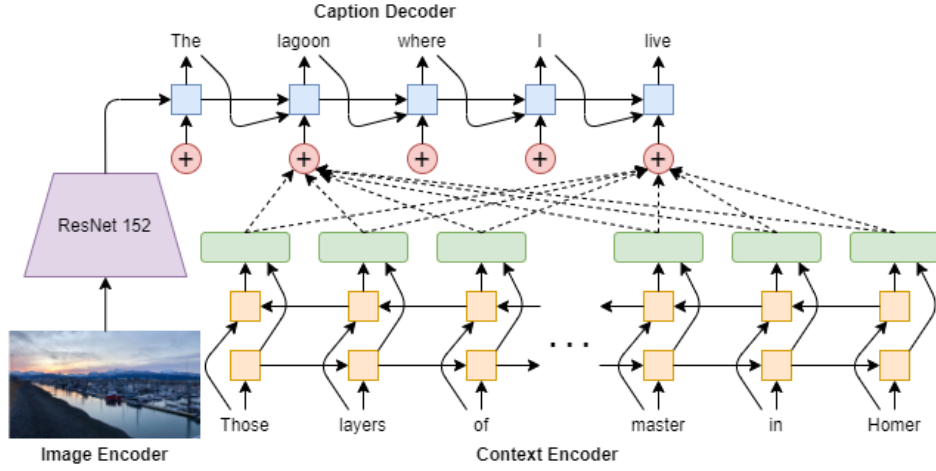 Caption Decoder
The lagoon where I live
+ + + + +
ResNet 152
...
Those layers of master in Homer
Image Encoder Context Encoder